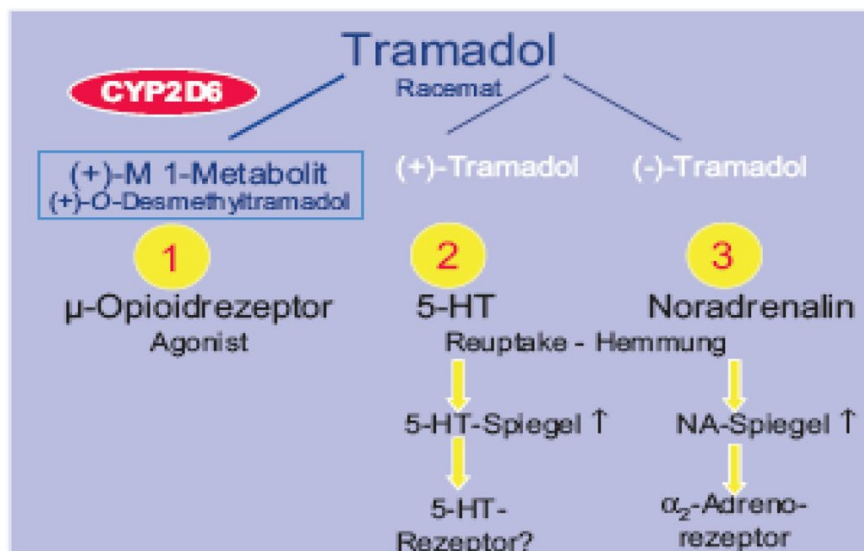 Tramadol
Racemat
CYP2D6
(+)-M 1-Metabolit
(+)-O-Desmethyltramadol
(+)-Tramadol
(-)-Tramadol
1
2
3
µ-Opioidrezeptor
Agonist
5-HT
Noradrenalin
Reuptake - Hemmung
5-HT-Spiegel ↑
NA-Spiegel ↑
5-HT-
Rezeptor?
α₂-Adreno-
rezeptor